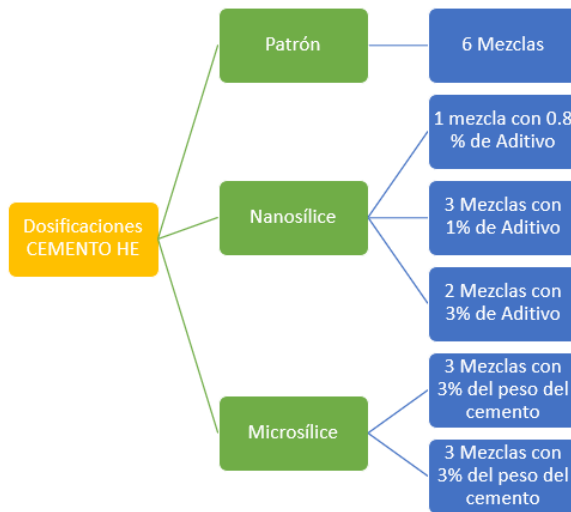 Dosificaciones
CEMENTO HE
Patrón
6 Mezclas
Nanosílice
1 mezcla con 0.8
% de Aditivo
3 Mezclas con
1% de Aditivo
2 Mezclas con
3% de Aditivo
Microsílice
3 Mezclas con
3% del peso del
cemento
3 Mezclas con
3% del peso del
cemento